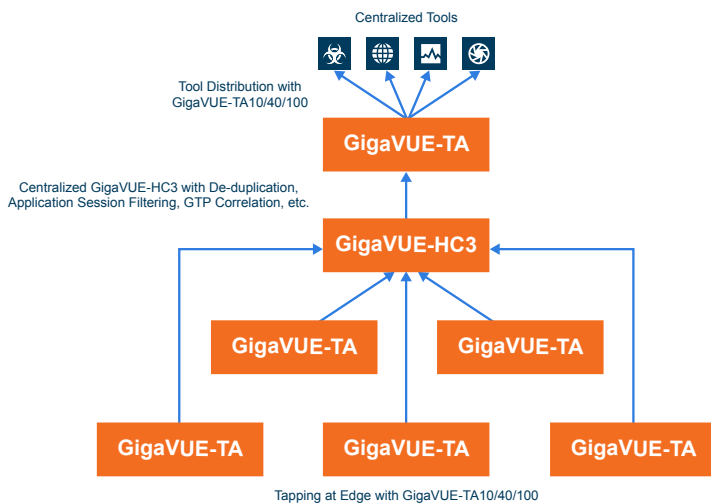 Centralized Tools
Tool Distribution with
GigaVUE-TA10/40/100
GigaVUE-TA
Centralized GigaVUE-HC3 with De-duplication,
Application Session Filtering, GTP Correlation, etc.
GigaVUE-HC3
GigaVUE-TA
GigaVUE-TA
GigaVUE-TA
GigaVUE-TA
GigaVUE-TA
Tapping at Edge with GigaVUE-TA10/40/100